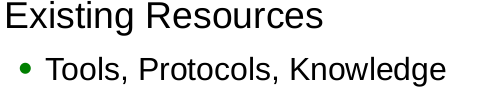 Existing Resources
• Tools, Protocols, Knowledge